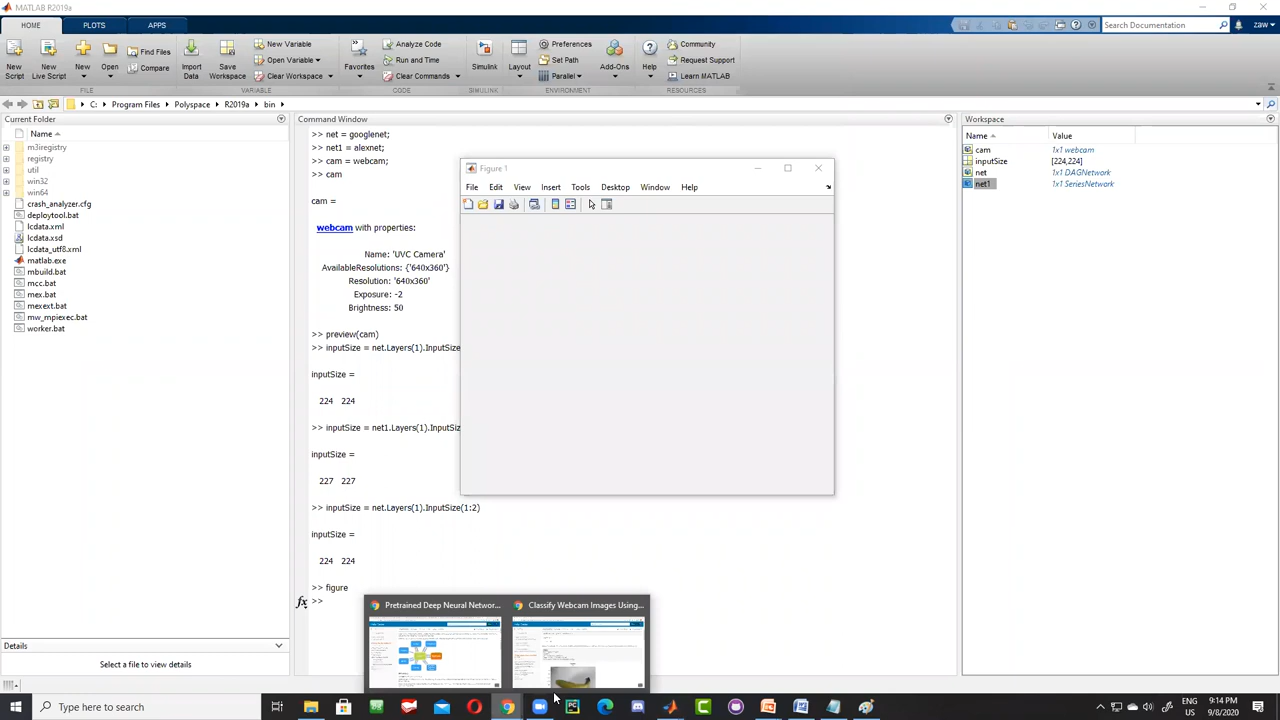 MATLAB R2019a
HOME PLOTS APPS Search Documentation zaw
New Script New Live Script New Open Find Files Compare Import Data Save Workspace New Variable Open Variable Clear Workspace Favorites Analyze Code Run and Time Clear Commands Simulink Layout Preferences Set Path Parallel Add-Ons Help Community Request Support Learn MATLAB
FILE VARIABLE CODE SIMULINK ENVIRONMENT RESOURCES
C: Program Files Polyspace R2019a bin
Current Folder
Name
m3iregistry
registry
util
win32
win64
crash_analyzer.cfg
deploytool.bat
lcdata.xml
lcdata.xsd
lcdata_utf8.xml
matlab.exe
mbuild.bat
mcc.bat
mex.bat
mexext.bat
mw_mpiexec.bat
worker.bat
Details
Select a file to view details
Command Window
>> net = googlenet;
>> net1 = alexnet;
>> cam = webcam;
>> cam
cam =
webcam with properties:
Name: 'UVC Camera'
AvailableResolutions: {'640x360'}
Resolution: '640x360'
Exposure: -2
Brightness: 50
>> preview(cam)
>> inputSize = net.Layers(1).InputSize
inputSize =
224 224
>> inputSize = net1.Layers(1).InputSiz
inputSize =
227 227
>> inputSize = net.Layers(1).InputSize(1:2)
inputSize =
224 224
>> figure
fx >>
Figure 1
File Edit View Insert Tools Desktop Window Help
Workspace
Name Value
cam 1x1 webcam
inputSize [224,224]
net 1x1 DAGNetwork
net1 1x1 SeriesNetwork
Pretrained Deep Neural Networ... Classify Webcam Images Using...
Type here to search
ENG US
9:14 PM
9/8/2020